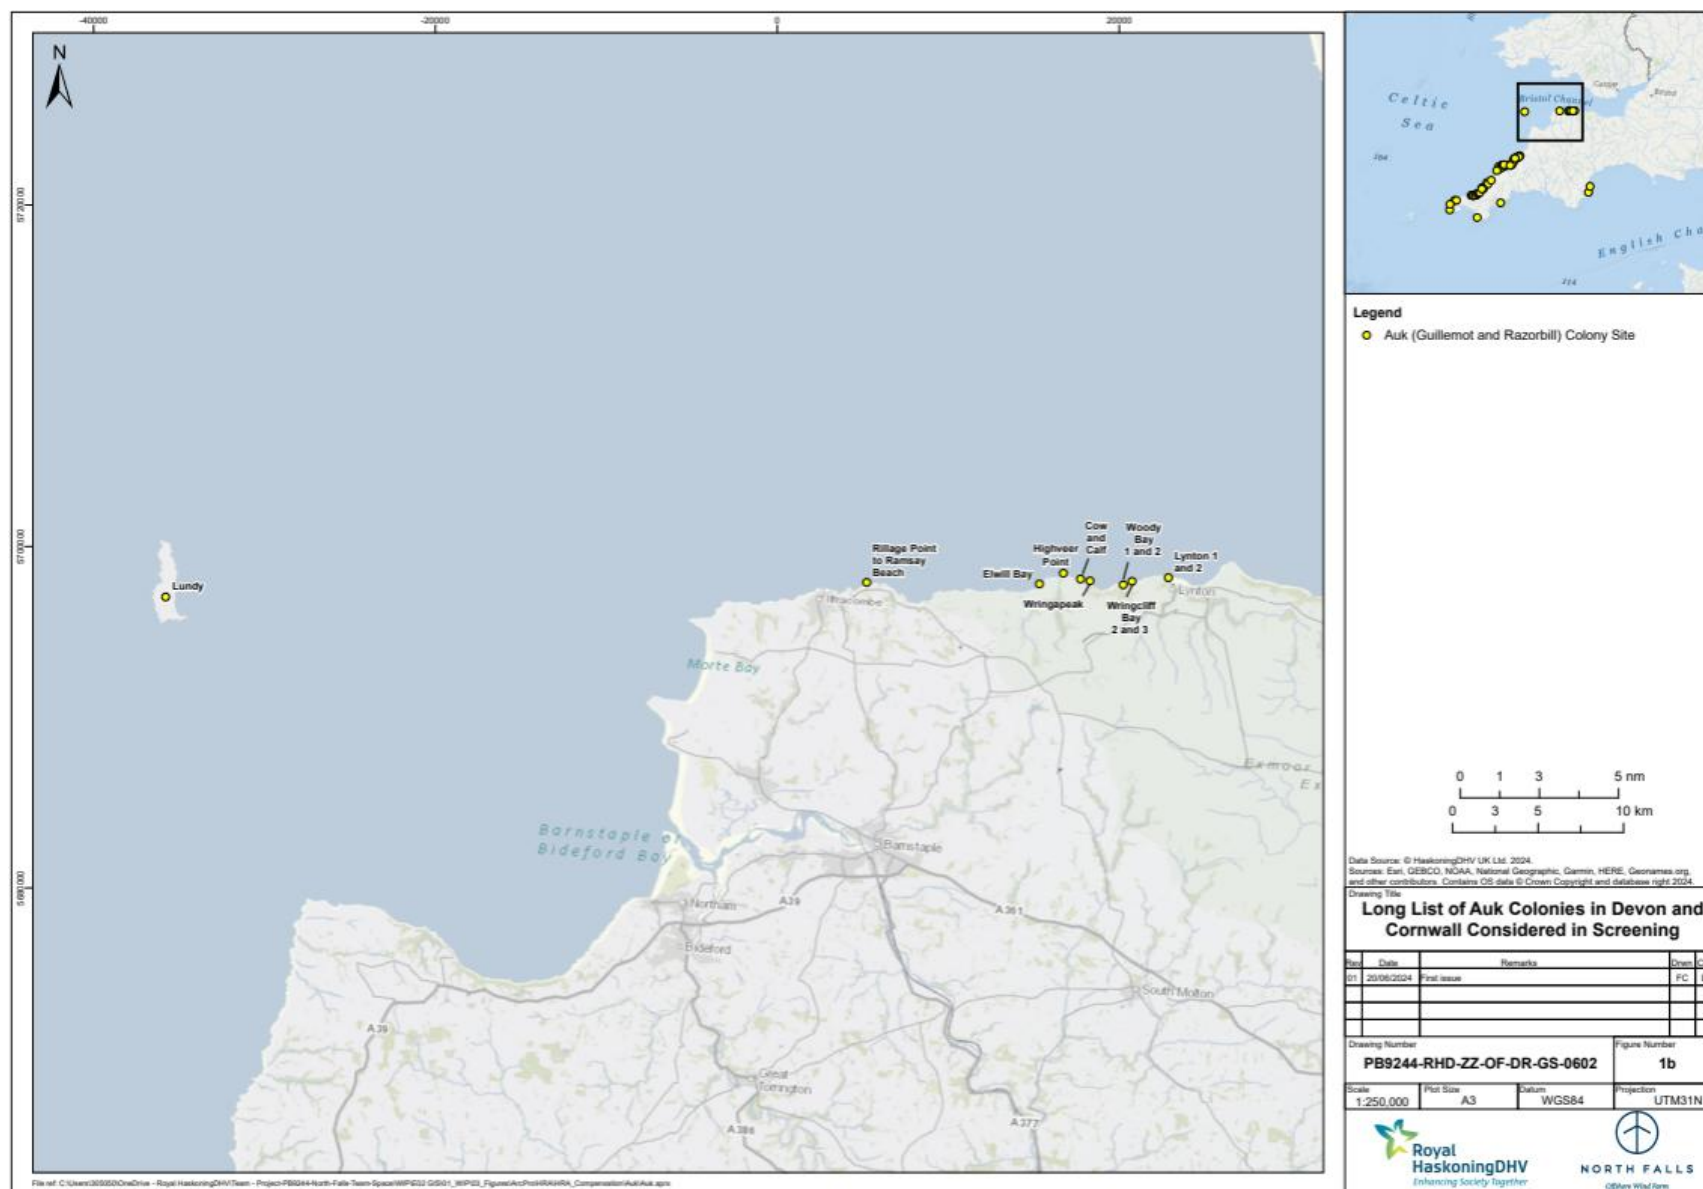 -40000
-20000
0
20000
N
5720000
5700000
5680000
Lundy
Rillage Point
to Ramsay
Beach
Elwill Bay
Highveer
Point
Cow
and
Calf
Woody
Bay
1 and 2
Lynton 1
and 2
Wringapeak
Wringcliff
Bay
2 and 3
Ilfracombe
Lynton
Morte Bay
Exmoor
Ex
Barnstaple or
Bideford Bay
Barnstaple
Northam
A39
A361
Bideford
South Molton
A39
Great
Torrington
A386
A377
Celtic
Sea
Bristol Channel
Bristol
English Cha
Legend
Auk (Guillemot and Razorbill) Colony Site
0 1 3 5 nm
0 3 5 10 km
Data Source: © HaskoningDHV UK Ltd. 2024.
Sources: Esri, GEBCO, NOAA, National Geographic, Garmin, HERE, Geonames.org,
and other contributors. Contains OS data © Crown Copyright and database right 2024.
Drawing Title
Long List of Auk Colonies in Devon and
Cornwall Considered in Screening
Rev Date Remarks Drwn C
01 20/06/2024 First issue FC
Drawing Number
PB9244-RHD-ZZ-OF-DR-GS-0602
Figure Number
1b
Scale
1:250,000
Plot Size
A3
Datum
WGS84
Projection
UTM31N
Royal
HaskoningDHV
Enhancing Society Together
NORTH FALLS
Offshore Wind Farm